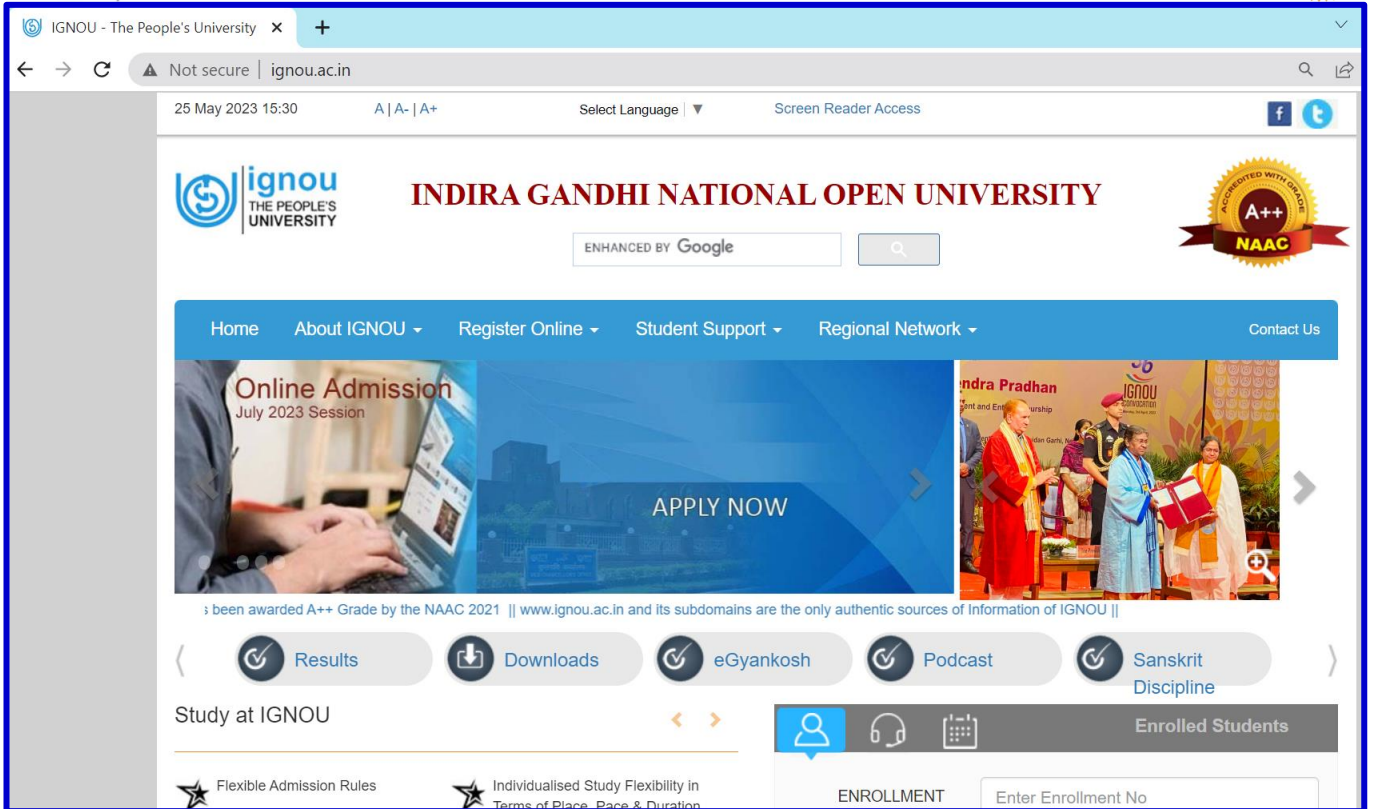 IGNOU - The People's University
Not secure | ignou.ac.in
25 May 2023 15:30 A | A- | A+ Select Language ▼ Screen Reader Access
ignou
THE PEOPLE'S
UNIVERSITY
INDIRA GANDHI NATIONAL OPEN UNIVERSITY
ENHANCED BY Google
ACCREDITED WITH GRADE
A++
NAAC
Home About IGNOU Register Online Student Support Regional Network Contact Us
Online Admission
July 2023 Session
APPLY NOW
ndra Pradhan
IGNOU
CONVOCATION
s been awarded A++ Grade by the NAAC 2021 || www.ignou.ac.in and its subdomains are the only authentic sources of Information of IGNOU ||
Results Downloads eGyankosh Podcast Sanskrit
Discipline
Study at IGNOU
Enrolled Students
Flexible Admission Rules
Individualised Study Flexibility in
Terms of Place, Pace & Duration
ENROLLMENT Enter Enrollment No